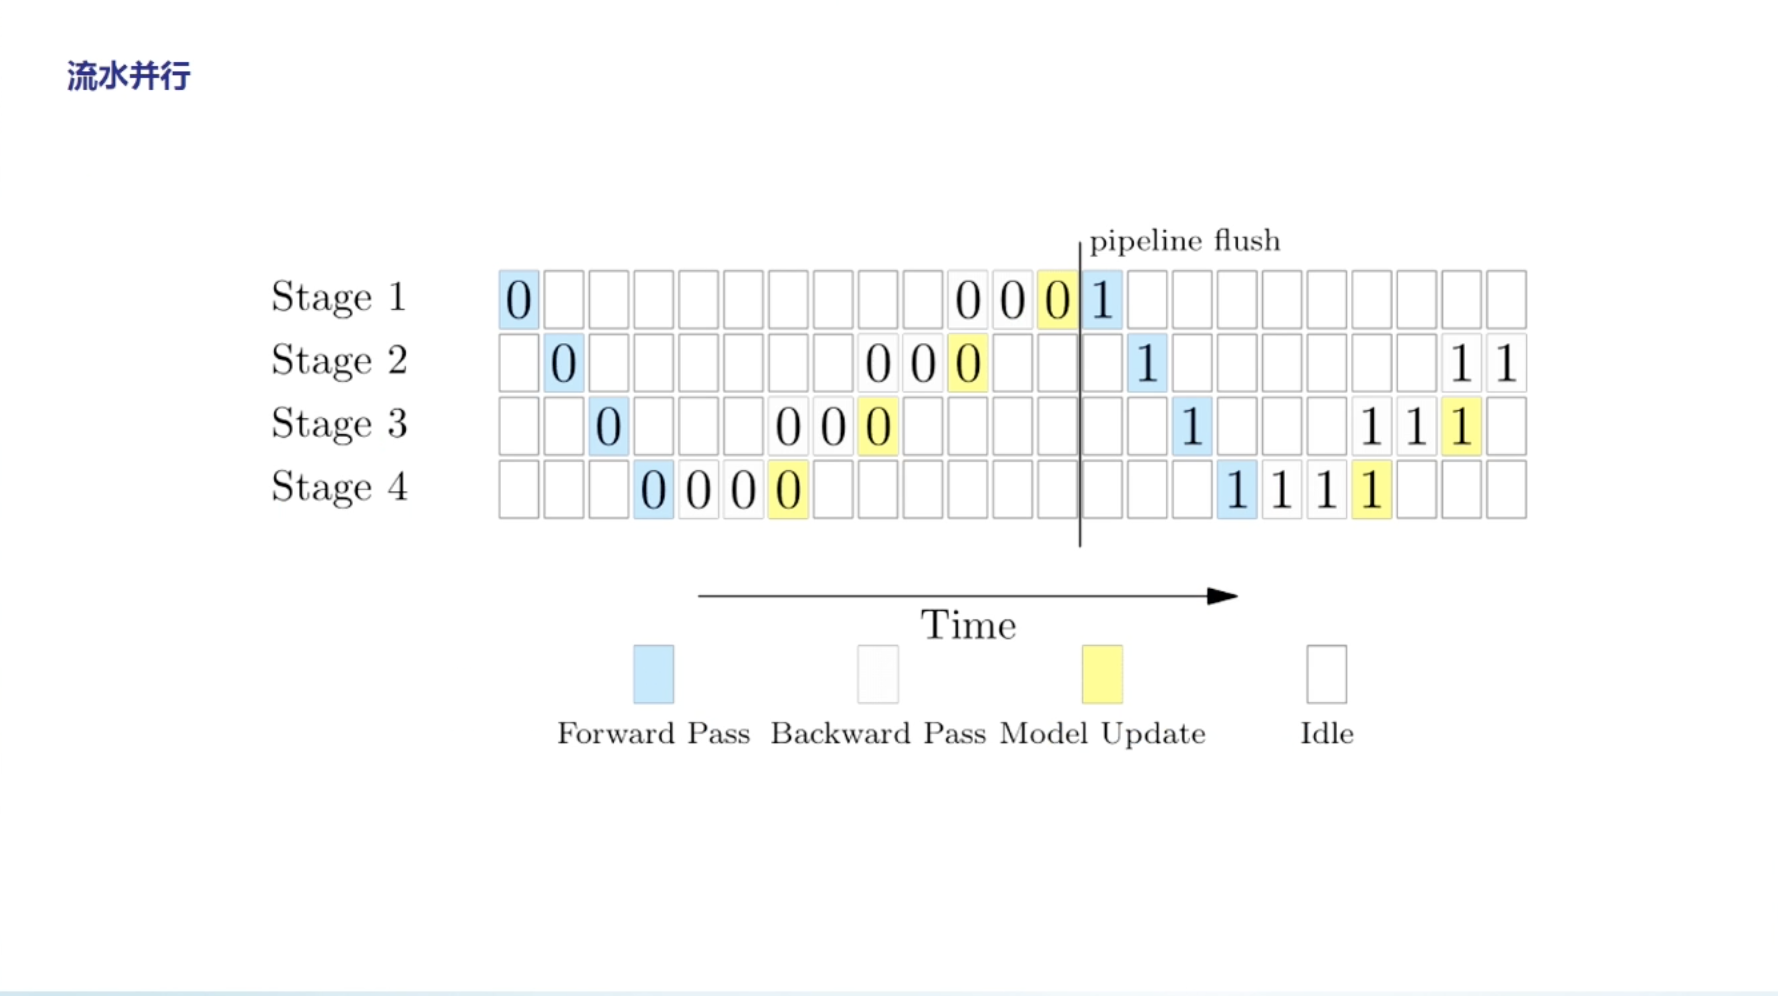 流水并行
pipeline flush
Stage 1 0 0 0 0 1
Stage 2 0 0 0 0 1 1 1
Stage 3 0 0 0 0 1 1 1 1
Stage 4 0 0 0 0 1 1 1 1
Time
Forward Pass Backward Pass Model Update Idle